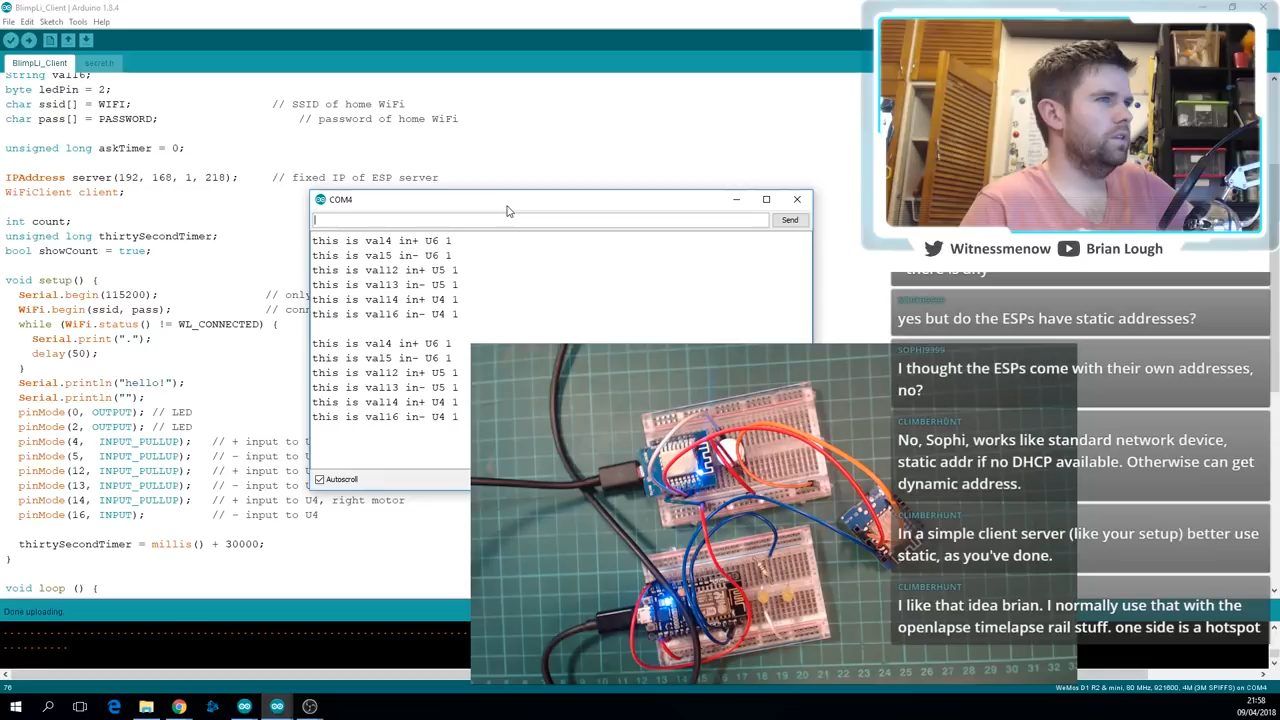 BlimpLi_Client | Arduino 1.8.4
File Edit Sketch Tools Help
BlimpLi_Client secret.h
String val16;
byte ledPin = 2;
char ssid[] = WIFI; // SSID of home WiFi
char pass[] = PASSWORD; // password of home WiFi
unsigned long askTimer = 0;
IPAddress server(192, 168, 1, 218); // fixed IP of ESP server
WiFiClient client;
int count;
unsigned long thirtySecondTimer;
bool showCount = true;
void setup() {
Serial.begin(115200); // only
WiFi.begin(ssid, pass); // conn
while (WiFi.status() != WL_CONNECTED) {
Serial.print(".");
delay(50);
}
Serial.println("hello!");
Serial.println("");
pinMode(0, OUTPUT); // LED
pinMode(2, OUTPUT); // LED
pinMode(4, INPUT_PULLUP); // + input to U
pinMode(5, INPUT_PULLUP); // - input to U
pinMode(12, INPUT_PULLUP); // + input to
pinMode(13, INPUT_PULLUP); // - input to
pinMode(14, INPUT_PULLUP); // + input to U4, right motor
pinMode(16, INPUT); // - input to U4
thirtySecondTimer = millis() + 30000;
}
void loop () {
Done uploading.
76
WeMos D1 R2 & mini, 80 MHz, 921600, 4M (3M SPIFFS) on COM4
COM4
Send
this is val4 in+ U6 1
this is val5 in- U6 1
this is val12 in+ U5 1
this is val13 in- U5 1
this is val14 in+ U4 1
this is val16 in- U4 1
this is val4 in+ U6 1
this is val5 in- U6 1
this is val12 in+ U5 1
this is val13 in- U5 1
this is val14 in+ U4 1
this is val16 in- U4 1
Autoscroll
Witnessmenow Brian Lough
there is any
yes but do the ESPs have static addresses?
SOPHI9999
I thought the ESPs come with their own addresses,
no?
CLIMBERHUNT
No, Sophi, works like standard network device,
static addr if no DHCP available. Otherwise can get
dynamic address.
CLIMBERHUNT
In a simple client server (like your setup) better use
static, as you've done.
CLIMBERHUNT
I like that idea brian. I normally use that with the
openlapse timelapse rail stuff. one side is a hotspot
21:58
09/04/2018